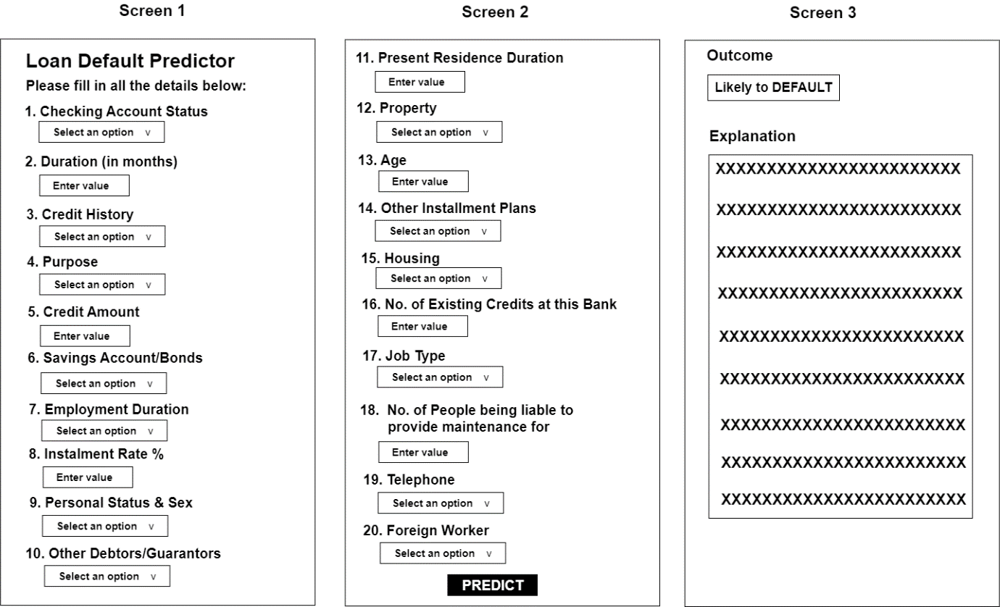 Screen 1
Loan Default Predictor
Please fill in all the details below:
1. Checking Account Status
Select an option v
2. Duration (in months)
Enter value
3. Credit History
Select an option v
4. Purpose
Select an option v
5. Credit Amount
Enter value
6. Savings Account/Bonds
Select an option v
7. Employment Duration
Select an option v
8. Instalment Rate %
Enter value
9. Personal Status & Sex
Select an option v
10. Other Debtors/Guarantors
Select an option v
Screen 2
11. Present Residence Duration
Enter value
12. Property
Select an option v
13. Age
Enter value
14. Other Installment Plans
Select an option v
15. Housing
Select an option v
16. No. of Existing Credits at this Bank
Enter value
17. Job Type
Select an option v
18. No. of People being liable to
provide maintenance for
Enter value
19. Telephone
Select an option v
20. Foreign Worker
Select an option v
PREDICT
Screen 3
Outcome
Likely to DEFAULT
Explanation
XXXXXXXXXXXXXXXXXXXXXXXX
XXXXXXXXXXXXXXXXXXXXXXXX
XXXXXXXXXXXXXXXXXXXXXXXX
XXXXXXXXXXXXXXXXXXXXXXXX
XXXXXXXXXXXXXXXXXXXXXXXX
XXXXXXXXXXXXXXXXXXXXXXXX
XXXXXXXXXXXXXXXXXXXXXXXX
XXXXXXXXXXXXXXXXXXXXXXXX
XXXXXXXXXXXXXXXXXXXXXXXX